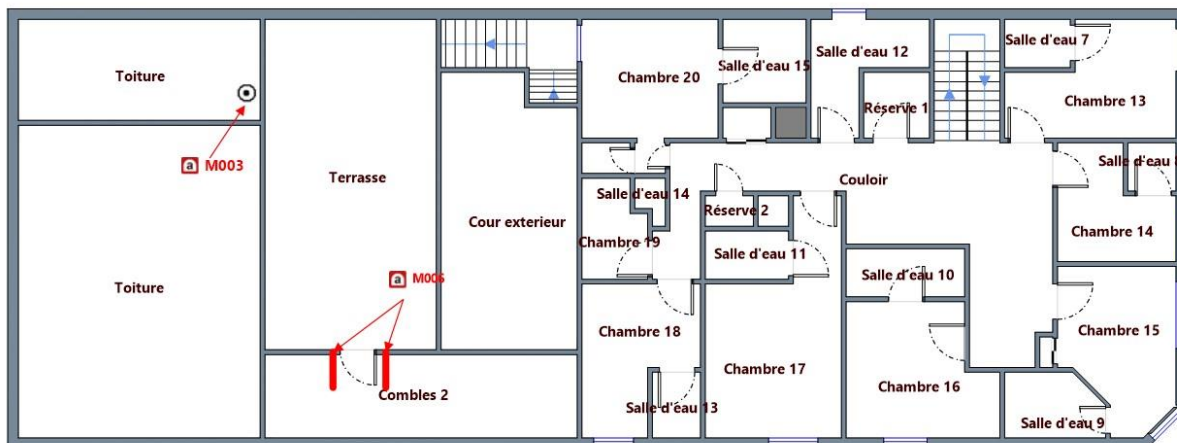 Toiture
a M003
Toiture
Terrasse
a M006
Combles 2
Cour exterieur
Chambre 20
Salle d'eau 15
Salle d'eau 12
Réserve 1
Salle d'eau 7
Chambre 13
Salle d'eau 8
Couloir
Salle d'eau 14
Réserve 2
Chambre 19
Salle d'eau 11
Chambre 14
Salle d'eau 10
Chambre 18
Chambre 17
Chambre 15
Chambre 16
Salle d'eau 13
Salle d'eau 9